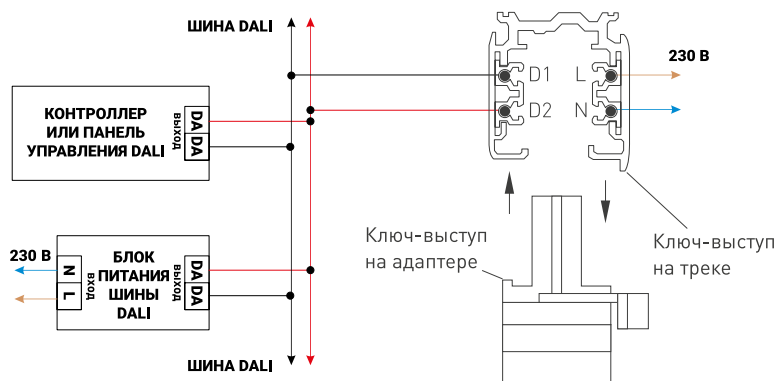 ШИНА DALI
КОНТРОЛЛЕР
ИЛИ ПАНЕЛЬ
УПРАВЛЕНИЯ DALI
ВЫХОД
DA
DA
D1
L
230 В
D2
N
Ключ-выступ
на адаптере
Ключ-выступ
на треке
230 В
N
L
ВХОД
БЛОК
ПИТАНИЯ
ШИНЫ
DALI
ВЫХОД
DA
DA
ШИНА DALI